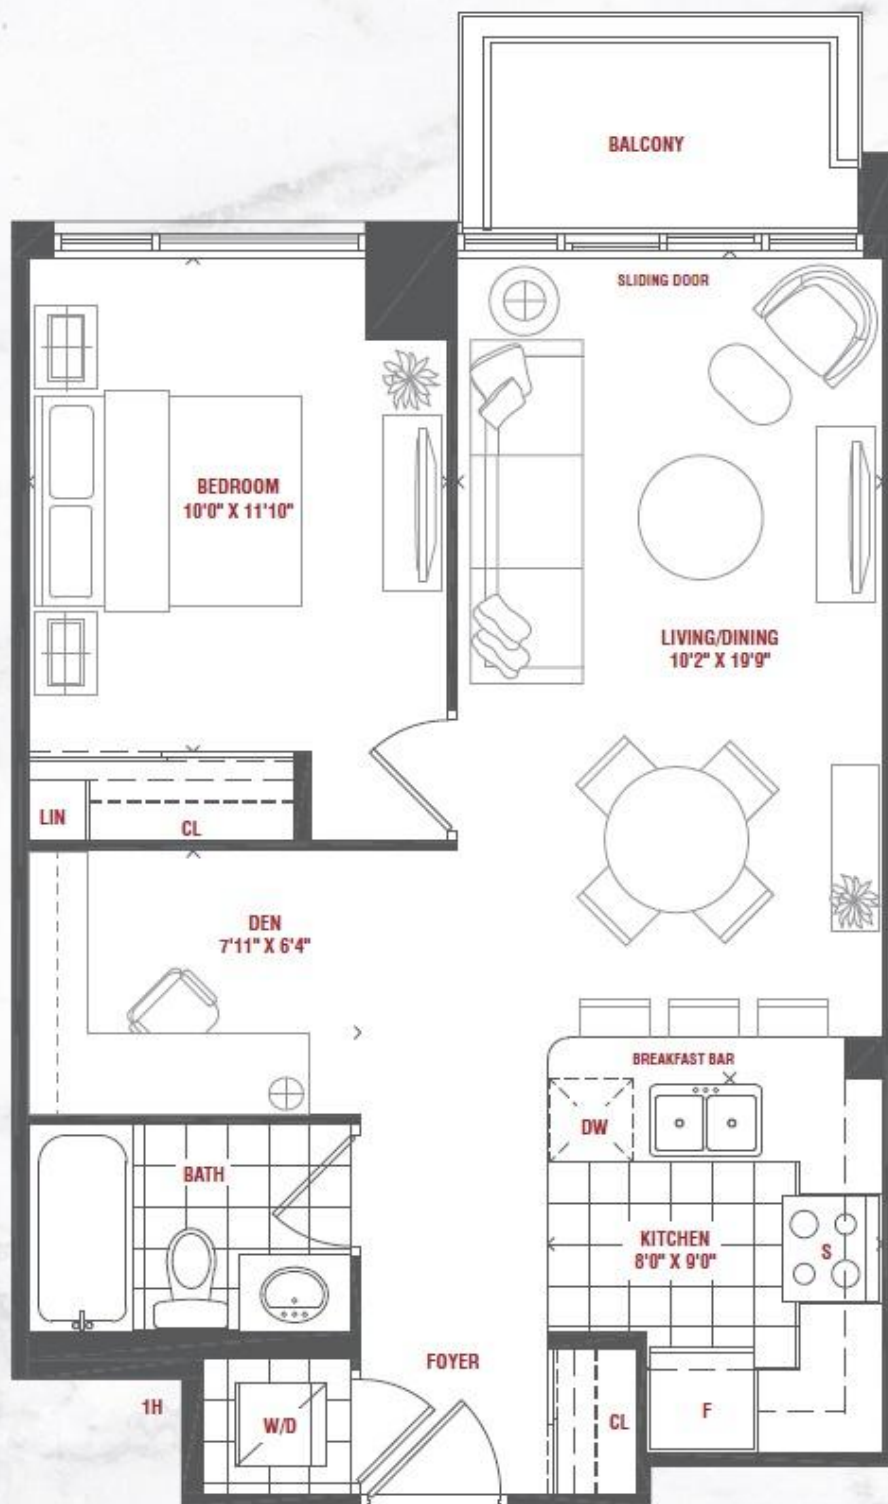 BALCONY
SLIDING DOOR
BEDROOM
10'0" X 11'10"
LIVING/DINING
10'2" X 19'9"
LIN
CL
DEN
7'11" X 6'4"
BREAKFAST BAR
DW
BATH
KITCHEN
8'0" X 9'0"
S
FOYER
1H
W/D
CL
F